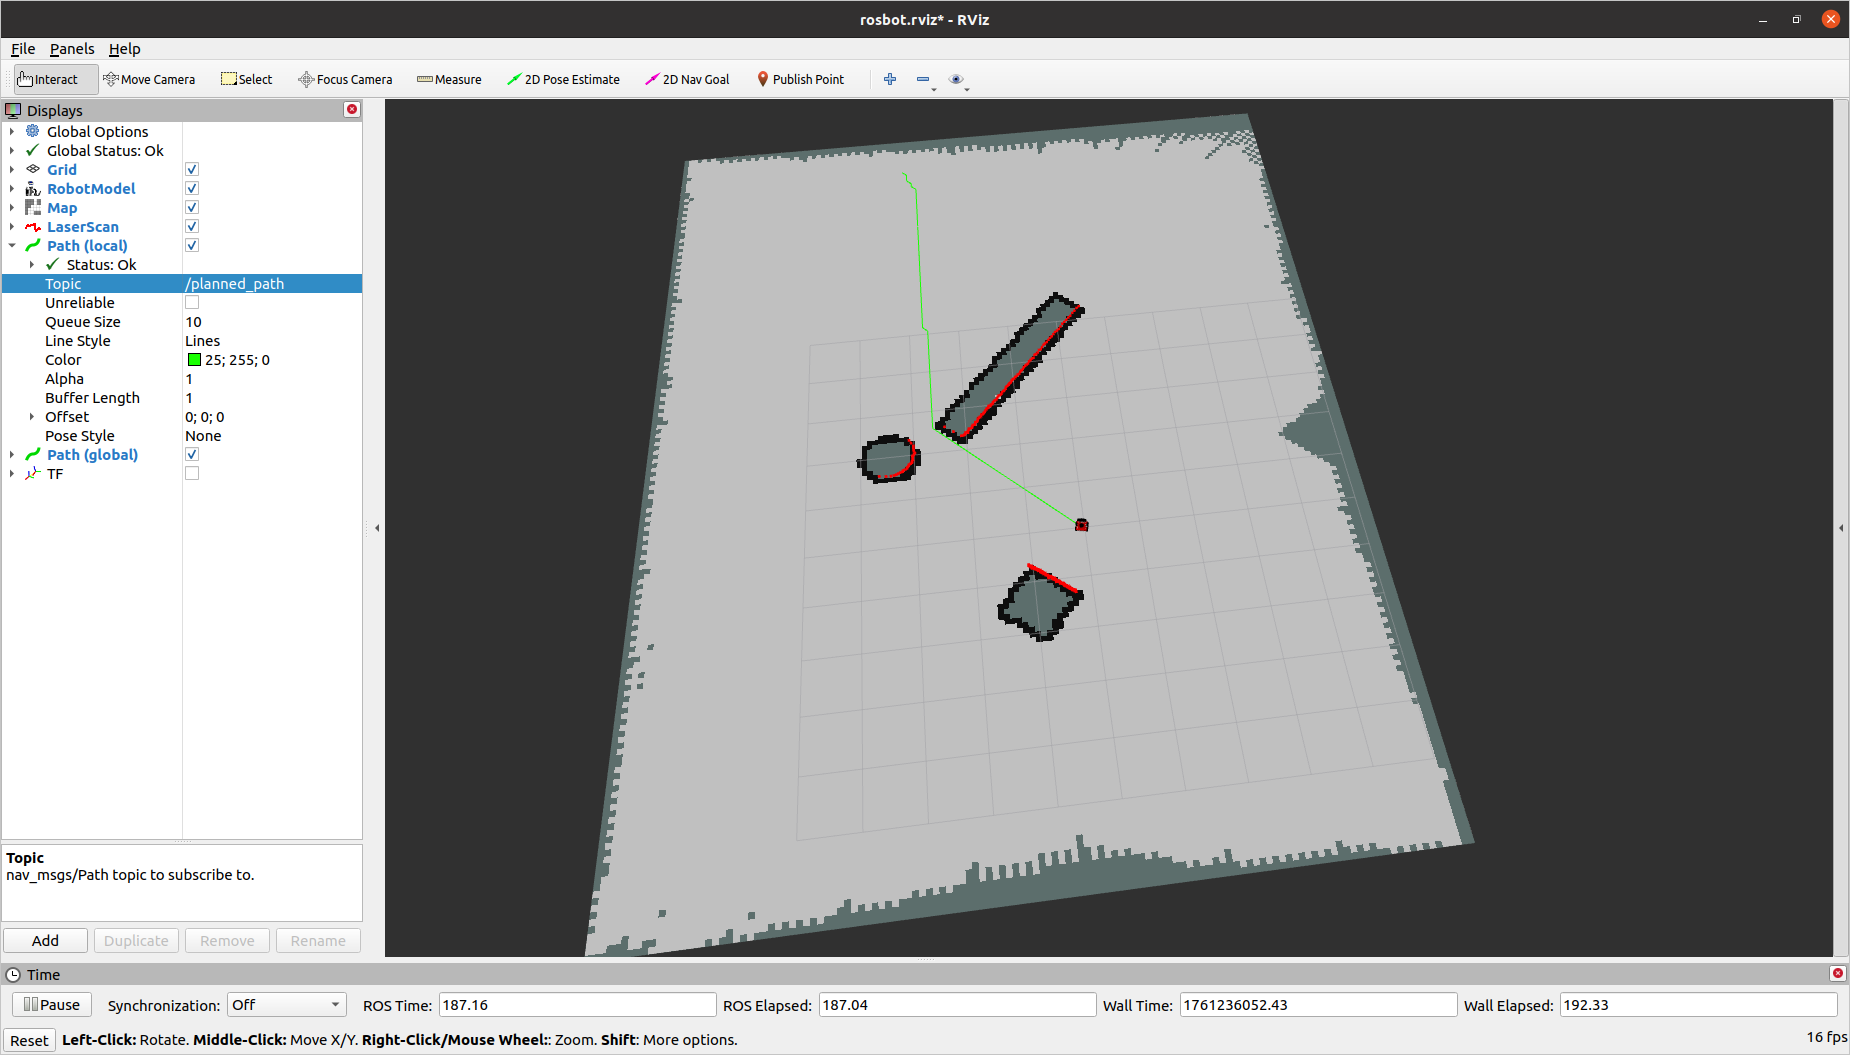 rosbot.rviz* - RViz
File Panels Help
Interact Move Camera Select Focus Camera Measure 2D Pose Estimate 2D Nav Goal Publish Point
Displays
Global Options
Global Status: Ok
Grid
RobotModel
Map
LaserScan
Path (local)
Status: Ok
Topic /planned_path
Unreliable
Queue Size 10
Line Style Lines
Color 25; 255; 0
Alpha 1
Buffer Length 1
Offset 0; 0; 0
Pose Style None
Path (global)
TF
Topic
nav_msgs/Path topic to subscribe to.
Add Duplicate Remove Rename
Time
Pause Synchronization: Off ROS Time: 187.16 ROS Elapsed: 187.04 Wall Time: 1761236052.43 Wall Elapsed: 192.33
Reset Left-Click: Rotate. Middle-Click: Move X/Y. Right-Click/Mouse Wheel:: Zoom. Shift: More options. 16 fps